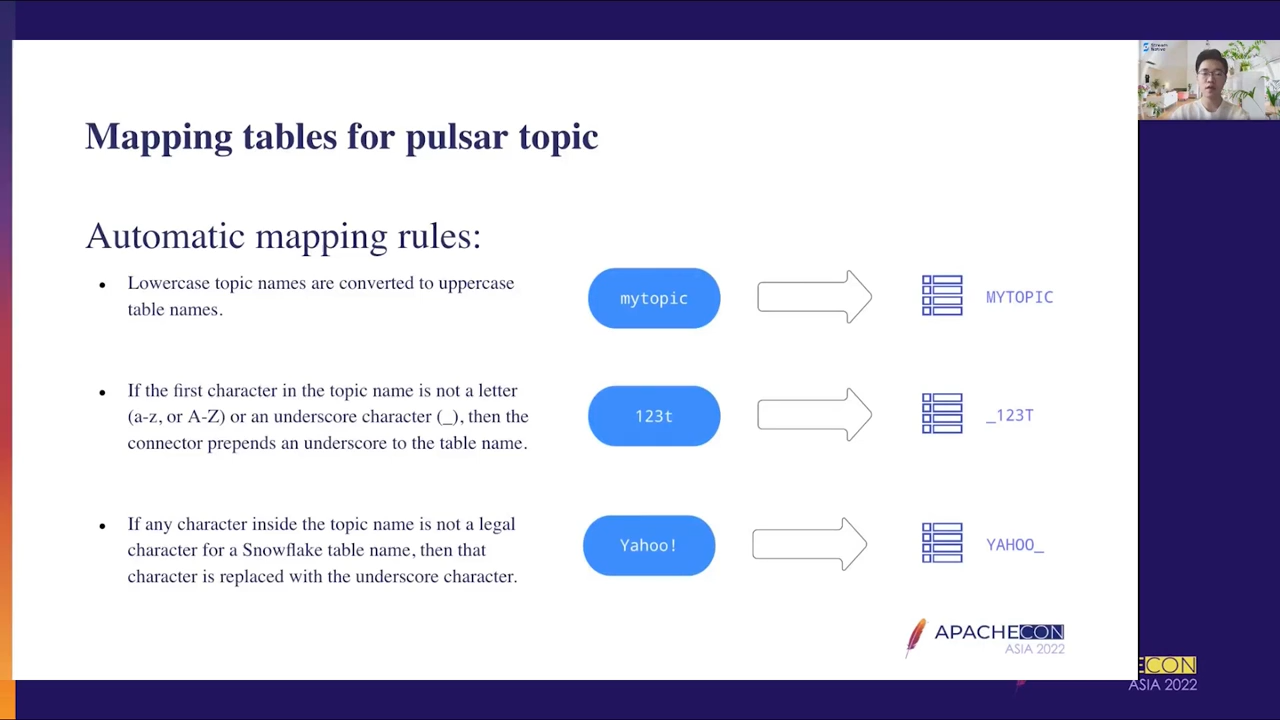 Mapping tables for pulsar topic
Automatic mapping rules:
• Lowercase topic names are converted to uppercase
table names.
mytopic
MYTOPIC
• If the first character in the topic name is not a letter
(a-z, or A-Z) or an underscore character (_), then the
connector prepends an underscore to the table name.
123t
_123T
• If any character inside the topic name is not a legal
character for a Snowflake table name, then that
character is replaced with the underscore character.
Yahoo!
YAHOO_
APACHECON
ASIA 2022
ECON
ASIA 2022
Stream
Native